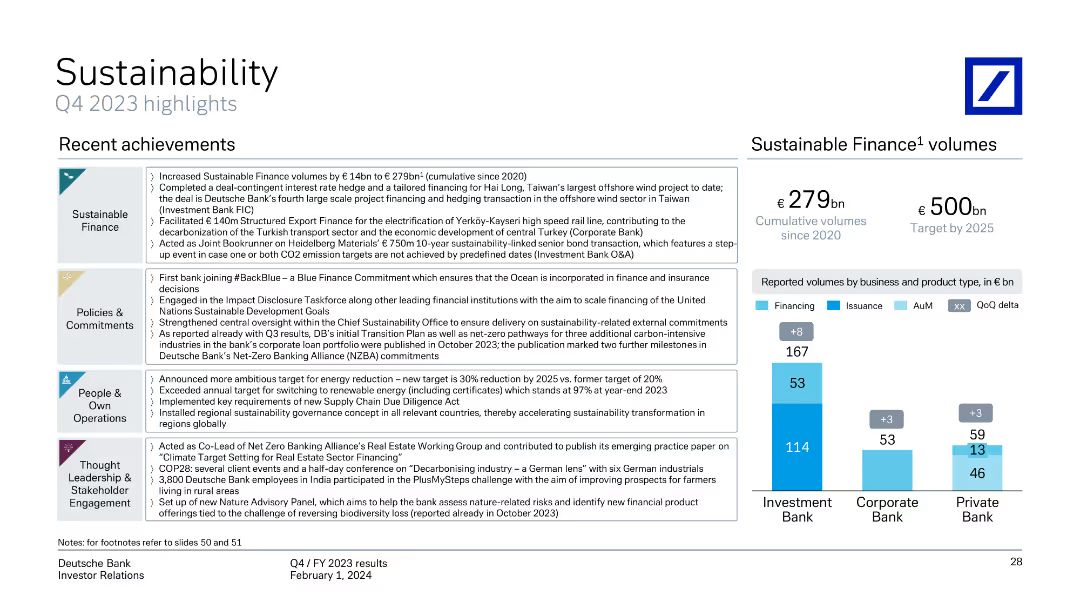 Sustainability
Q4 2023 highlights
Recent achievements
Sustainable
Finance
〉 Increased Sustainable Finance volumes by € 14bn to € 279bn¹ (cumulative since 2020)
〉 Completed a deal-contingent interest rate hedge and a tailored financing for Hai Long, Taiwan's largest offshore wind project to date;
the deal is Deutsche Bank's fourth large scale project financing and hedging transaction in the offshore wind sector in Taiwan
(Investment Bank FIC)
〉 Facilitated € 140m Structured Export Finance for the electrification of Yerköy-Kayseri high speed rail line, contributing to the
decarbonization of the Turkish transport sector and the economic development of central Turkey (Corporate Bank)
〉 Acted as Joint Bookrunner on Heidelberg Materials' € 750m 10-year sustainability-linked senior bond transaction, which features a step-
up event in case one or both CO2 emission targets are not achieved by predefined dates (Investment Bank O&A)
Policies &
Commitments
〉 First bank joining #BackBlue – a Blue Finance Commitment which ensures that the Ocean is incorporated in finance and insurance
decisions
〉 Engaged in the Impact Disclosure Taskforce along other leading financial institutions with the aim to scale financing of the United
Nations Sustainable Development Goals
〉 Strengthened central oversight within the Chief Sustainability Office to ensure delivery on sustainability-related external commitments
〉 As reported already with Q3 results, DB's initial Transition Plan as well as net-zero pathways for three additional carbon-intensive
industries in the bank's corporate loan portfolio were published in October 2023; the publication marked two further milestones in
Deutsche Bank's Net-Zero Banking Alliance (NZBA) commitments
People &
Own
Operations
〉 Announced more ambitious target for energy reduction – new target is 30% reduction by 2025 vs. former target of 20%
〉 Exceeded annual target for switching to renewable energy (including certificates) which stands at 97% at year-end 2023
〉 Implemented key requirements of new Supply Chain Due Diligence Act
〉 Installed regional sustainability governance concept in all relevant countries, thereby accelerating sustainability transformation in
regions globally
Thought
Leadership &
Stakeholder
Engagement
〉 Acted as Co-Lead of Net Zero Banking Alliance's Real Estate Working Group and contributed to publish its emerging practice paper on
"Climate Target Setting for Real Estate Sector Financing"
〉 COP28: several client events and a half-day conference on "Decarbonising industry – a German lens" with six German industrials
〉 3,800 Deutsche Bank employees in India participated in the PlusMySteps challenge with the aim of improving prospects for farmers
living in rural areas
〉 Set up of new Nature Advisory Panel, which aims to help the bank assess nature-related risks and identify new financial product
offerings tied to the challenge of reversing biodiversity loss (reported already in October 2023)
Sustainable Finance¹ volumes
€ 279bn
Cumulative volumes
since 2020
€ 500bn
Target by 2025
Reported volumes by business and product type, in € bn
Financing Issuance AuM xx QoQ delta
+8
167
53
114
Investment
Bank
+3
53
Corporate
Bank
+3
59
13
46
Private
Bank
Notes: for footnotes refer to slides 50 and 51
Deutsche Bank
Investor Relations
Q4 / FY 2023 results
February 1, 2024
28